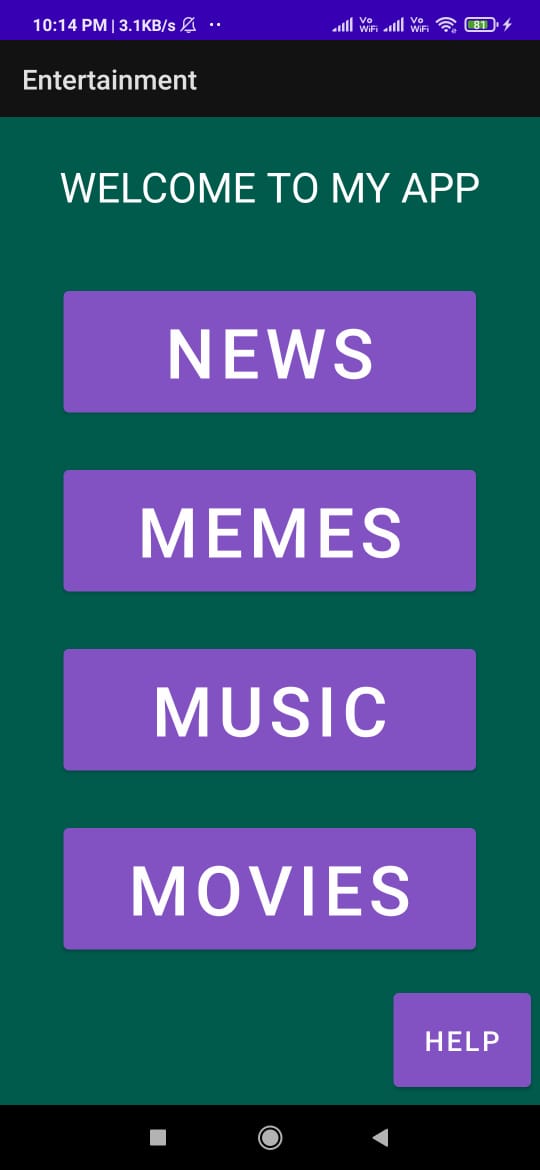 10:14 PM | 3.1KB/s
Vo WiFi Vo WiFi 81
Entertainment
WELCOME TO MY APP
NEWS
MEMES
MUSIC
MOVIES
HELP